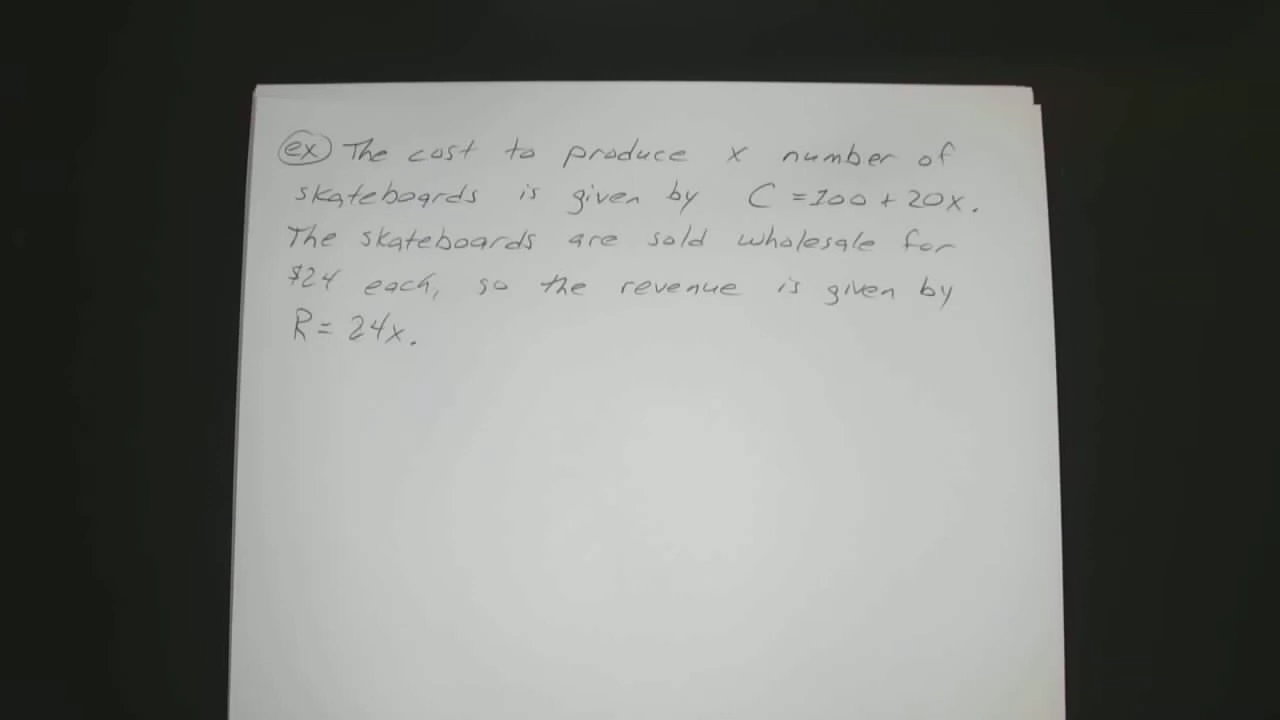 ex The cost to produce x number of
skateboards is given by C = 100 + 20x.
The skateboards are sold wholesale for
$24 each, so the revenue is given by
R = 24x.